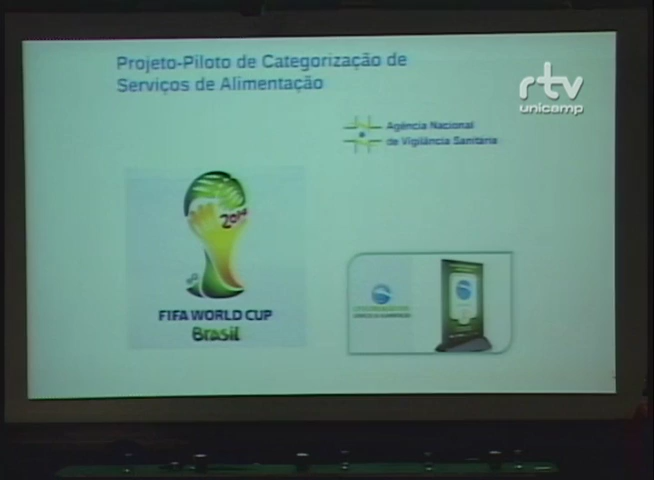 Projeto-Piloto de Categorização de
Serviços de Alimentação
rtv
unicamp
Agência Nacional
de Vigilância Sanitária
2014
FIFA WORLD CUP
Brasil